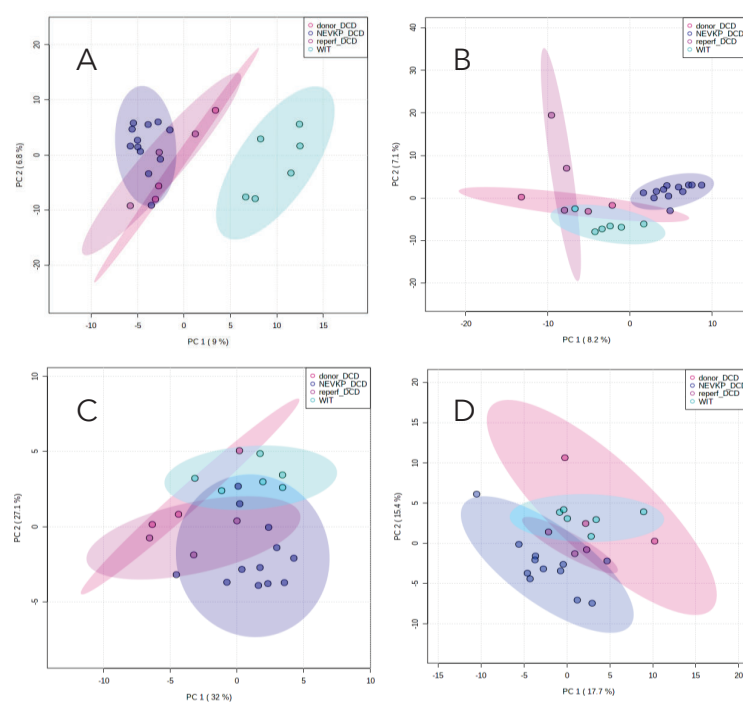 A
donor_DCD
NEVKP_DCD
reperf_DCD
WIT
20
10
0
-10
-20
PC 2 ( 6.8 %)
-10
-5
0
5
10
15
PC 1 ( 9 %)
B
donor_DCD
NEVKP_DCD
reperf_DCD
WIT
40
30
20
10
0
-10
-20
PC 2 ( 7.1 %)
-20
-10
0
10
PC 1 ( 8.2 %)
C
donor_DCD
NEVKP_DCD
reperf_DCD
WIT
10
5
0
-5
PC 2 ( 27.1 %)
-10
-5
0
5
10
PC 1 ( 32 %)
D
donor_DCD
NEVKP_DCD
reperf_DCD
WIT
20
15
10
5
0
-5
-10
PC 2 ( 15.4 %)
-15
-10
-5
0
5
10
15
20
PC 1 ( 17.7 %)